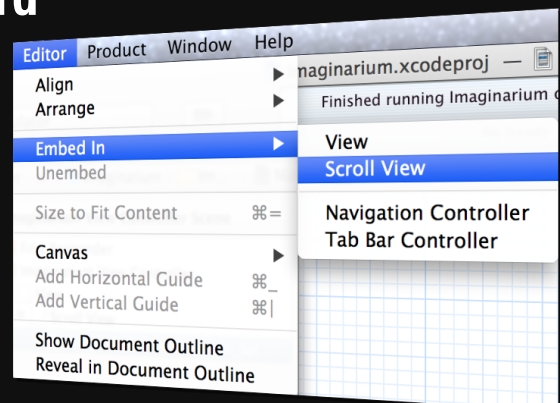 Editor Product Window Help
maginarium.xcodeproj —
Finished running Imaginarium
Align
Arrange
Embed In
Unembed
Size to Fit Content ⌘=
Canvas
Add Horizontal Guide ⌘_
Add Vertical Guide ⌘|
Show Document Outline
Reveal in Document Outline
View
Scroll View
Navigation Controller
Tab Bar Controller